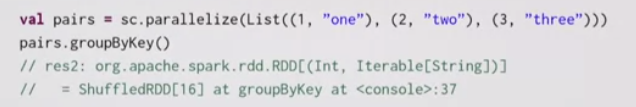 val pairs = sc.parallelize(List((1, "one"), (2, "two"), (3, "three")))
pairs.groupByKey()
// res2: org.apache.spark.rdd.RDD[(Int, Iterable[String])]
//   = ShuffledRDD[16] at groupByKey at <console>:37